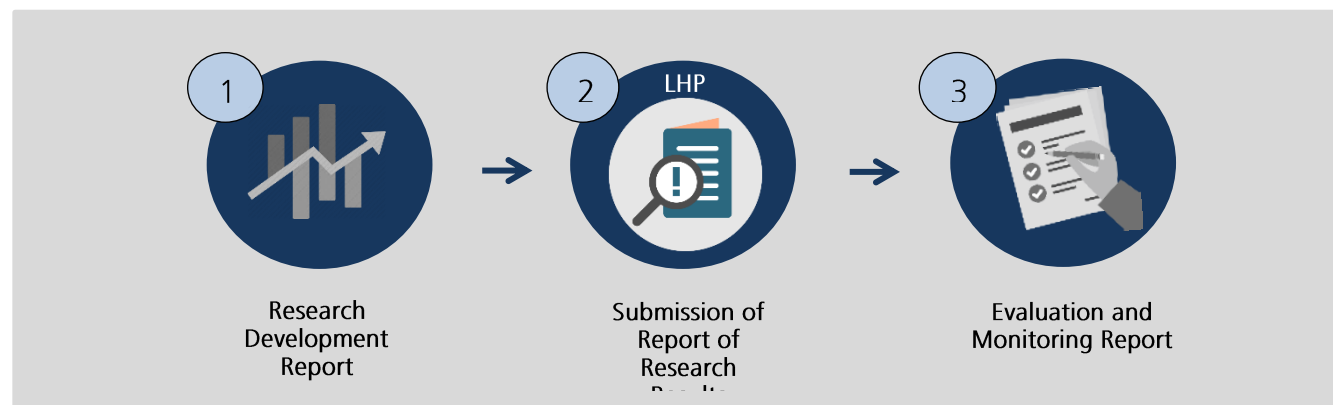 1
2
3
LHP
Research
Development
Report
Submission of
Report of
Research
Evaluation and
Monitoring Report